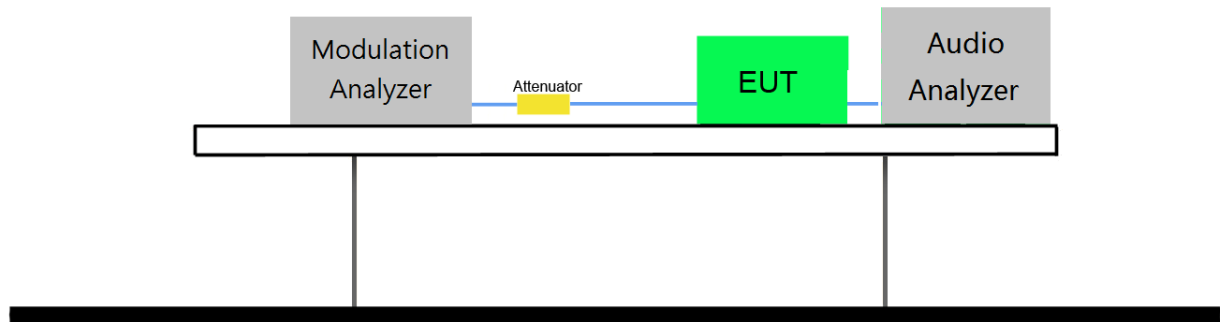 Modulation
Analyzer
Attenuator
EUT
Audio
Analyzer